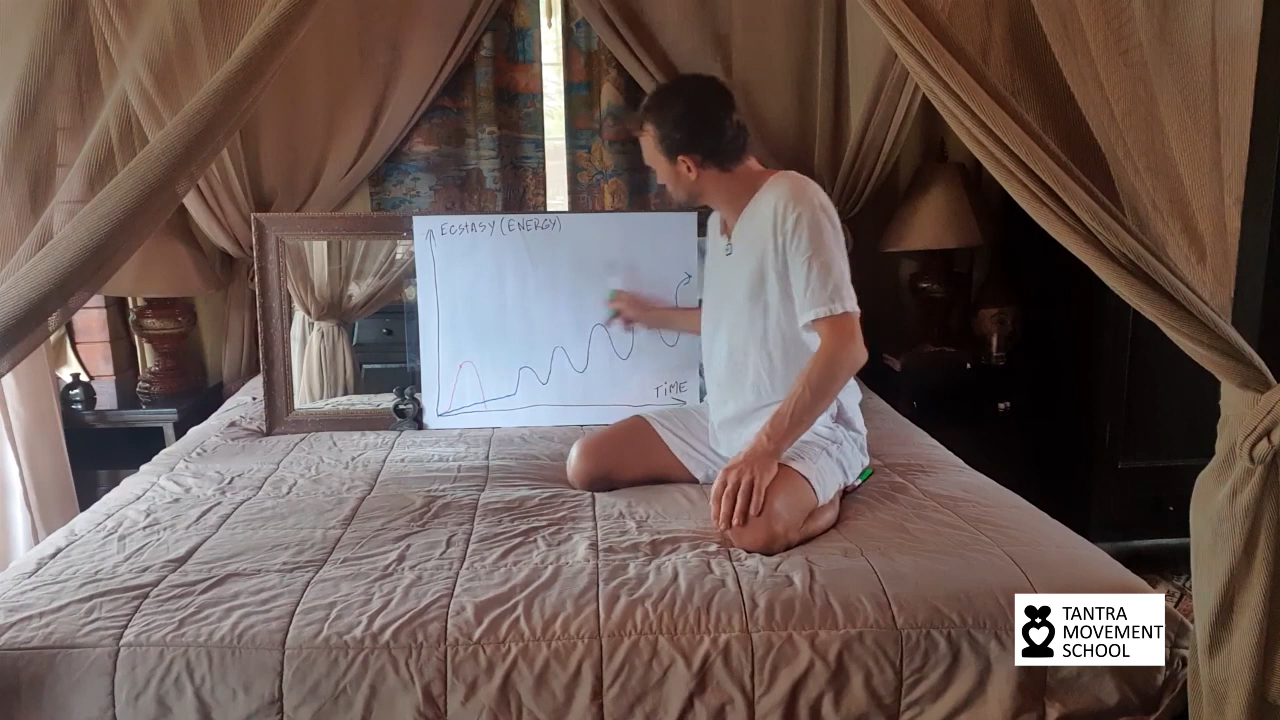 ECSTASY (ENERGY)
TiME
TANTRA
MOVEMENT
SCHOOL